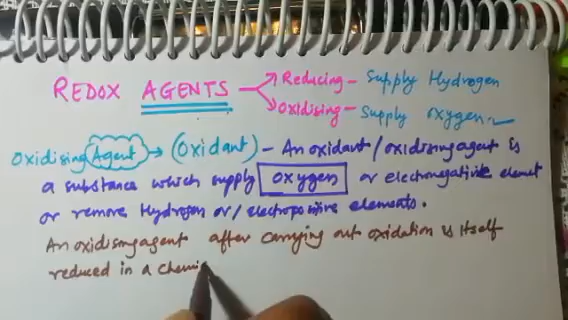 REDOX AGENTS → Reducing - Supply Hydrogen
→ Oxidising - Supply oxygen
Oxidising Agent → (Oxidant) - An oxidant / oxidising agent is
a substance which supply oxygen or electronegative element
or remove Hydrogen or / electropositive elements.
An oxidising agent after carrying out oxidation is itself
reduced in a chemi